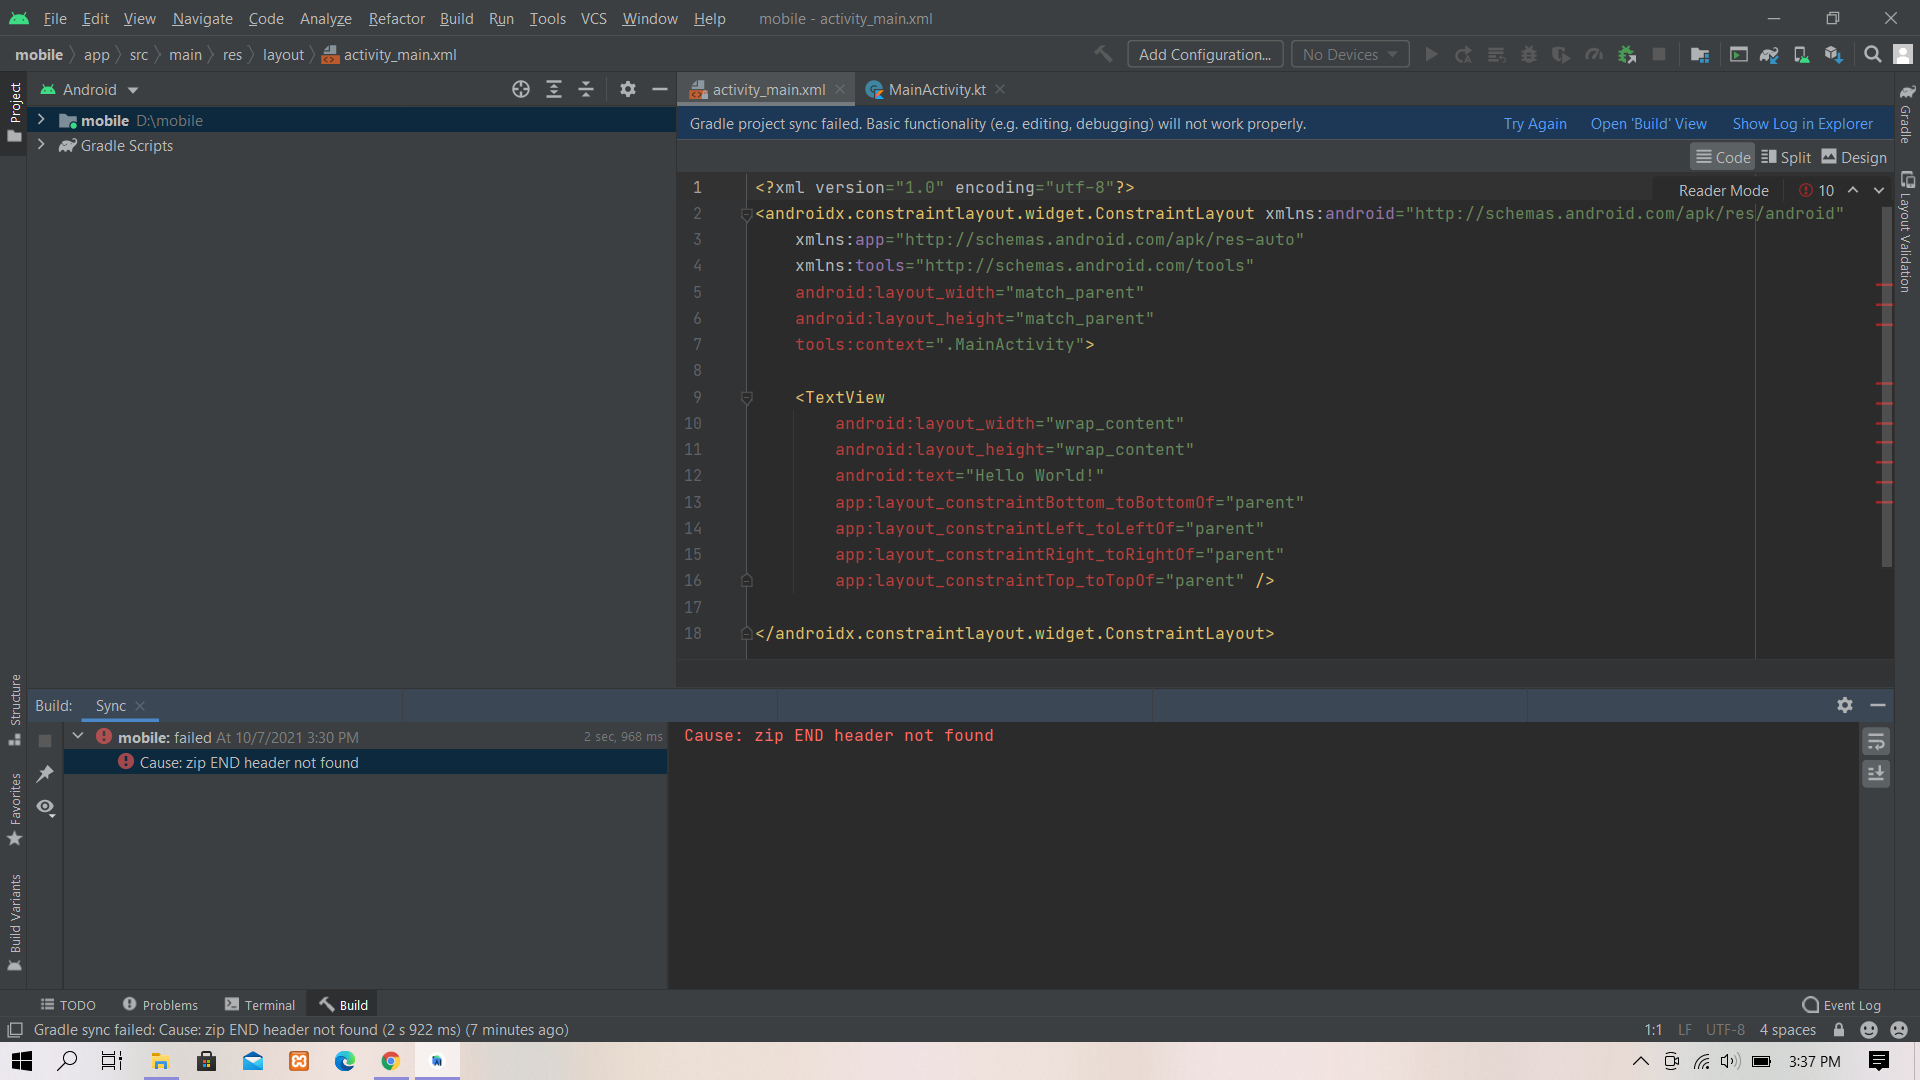 File Edit View Navigate Code Analyze Refactor Build Run Tools VCS Window Help mobile - activity_main.xml
mobile app src main res layout activity_main.xml Add Configuration... No Devices
Project
Android
activity_main.xml MainActivity.kt
mobile D:\mobile
Gradle Scripts
Gradle project sync failed. Basic functionality (e.g. editing, debugging) will not work properly. Try Again Open 'Build' View Show Log in Explorer
Gradle
Layout Validation
Code Split Design
Reader Mode 10
1 <?xml version="1.0" encoding="utf-8"?>
2 <androidx.constraintlayout.widget.ConstraintLayout xmlns:android="http://schemas.android.com/apk/res/android"
3 xmlns:app="http://schemas.android.com/apk/res-auto"
4 xmlns:tools="http://schemas.android.com/tools"
5 android:layout_width="match_parent"
6 android:layout_height="match_parent"
7 tools:context=".MainActivity">
8
9 <TextView
10 android:layout_width="wrap_content"
11 android:layout_height="wrap_content"
12 android:text="Hello World!"
13 app:layout_constraintBottom_toBottomOf="parent"
14 app:layout_constraintLeft_toLeftOf="parent"
15 app:layout_constraintRight_toRightOf="parent"
16 app:layout_constraintTop_toTopOf="parent" />
17
18 </androidx.constraintlayout.widget.ConstraintLayout>
Structure
Favorites
Build Variants
Build: Sync
mobile: failed At 10/7/2021 3:30 PM 2 sec, 968 ms
Cause: zip END header not found
Cause: zip END header not found
TODO Problems Terminal Build Event Log
Gradle sync failed: Cause: zip END header not found (2 s 922 ms) (7 minutes ago) 1:1 LF UTF-8 4 spaces
3:37 PM